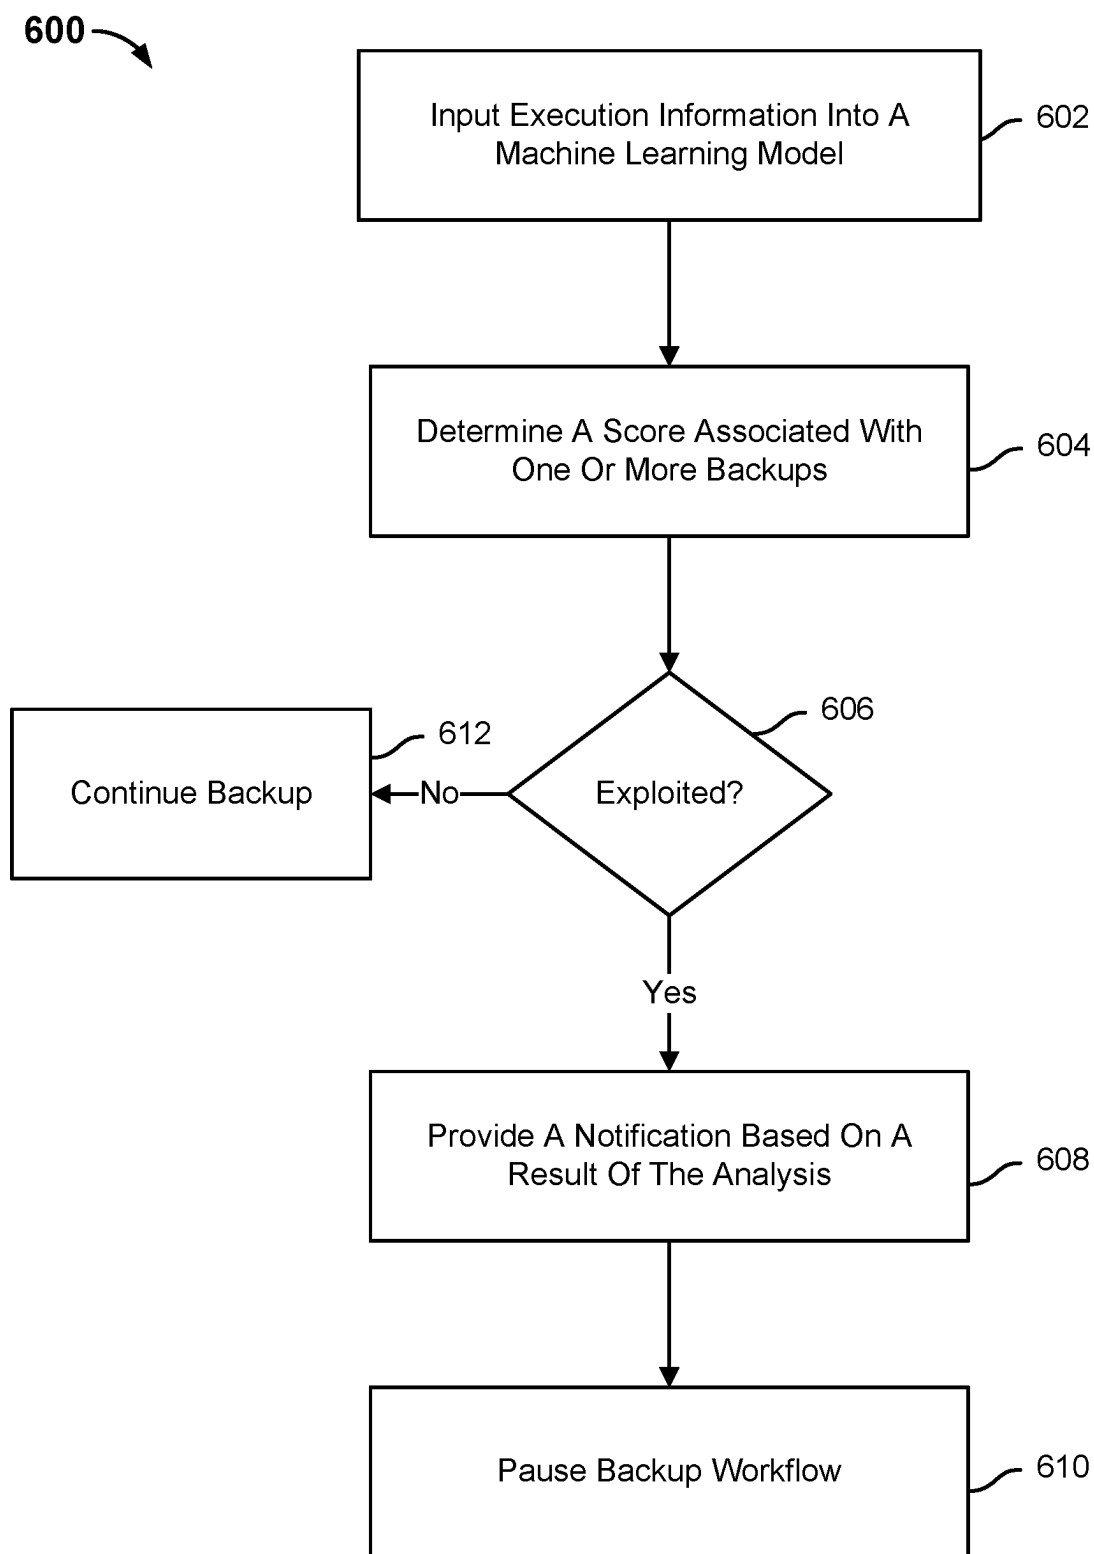 600
Input Execution Information Into A
Machine Learning Model
602
Determine A Score Associated With
One Or More Backups
604
606
612
Continue Backup
No
Exploited?
Yes
Provide A Notification Based On A
Result Of The Analysis
608
Pause Backup Workflow
610